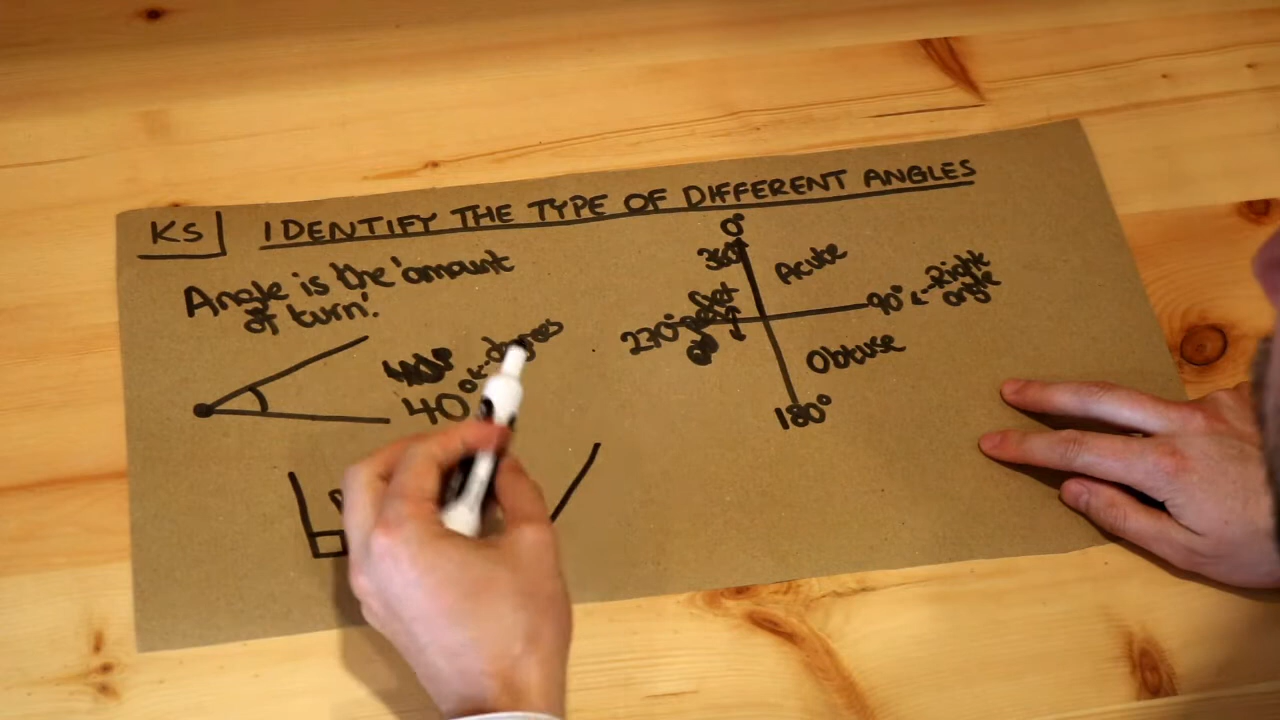 KS
IDENTIFY THE TYPE OF DIFFERENT ANGLES
Angle is the 'amount
of turn'.
40°
degrees
0°
360°
Acute
90°
Right
angle
270°
Obtuse
180°